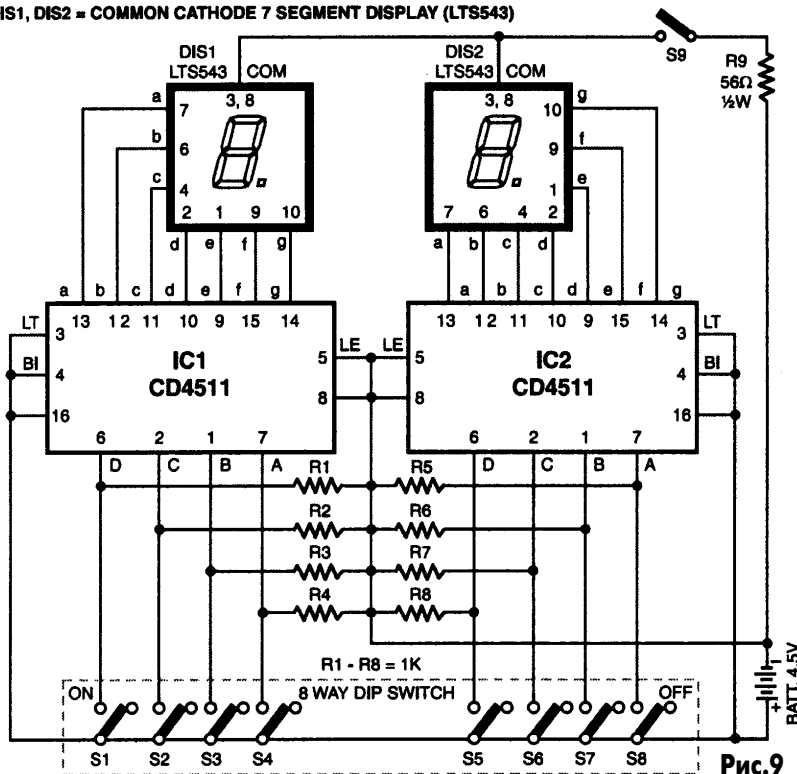 IS1, DIS2 = COMMON CATHODE 7 SEGMENT DISPLAY (LTS543)
S9
R9
56Ω
½W
DIS1
LTS543 COM
3, 8
a 7
b 6
c 4
2 1 9 10
d e f g
DIS2
LTS543 COM
3, 8
10 g
9 f
1 e
7 6 4 2
a b c d
a b c d e f g
13 12 11 10 9 15 14
LT 3
BI 4
16
IC1
CD4511
5 LE
8
6 2 1 7
D C B A
a b c d e f g
13 12 11 10 9 15 14
3 LT
4 BI
16
IC2
CD4511
LE 5
8
6 2 1 7
D C B A
R1 R5
R2 R6
R3 R7
R4 R8
R1 - R8 = 1K
ON 8 WAY DIP SWITCH OFF
S1 S2 S3 S4 S5 S6 S7 S8
- +
BATT. 4.5V
Рис.9